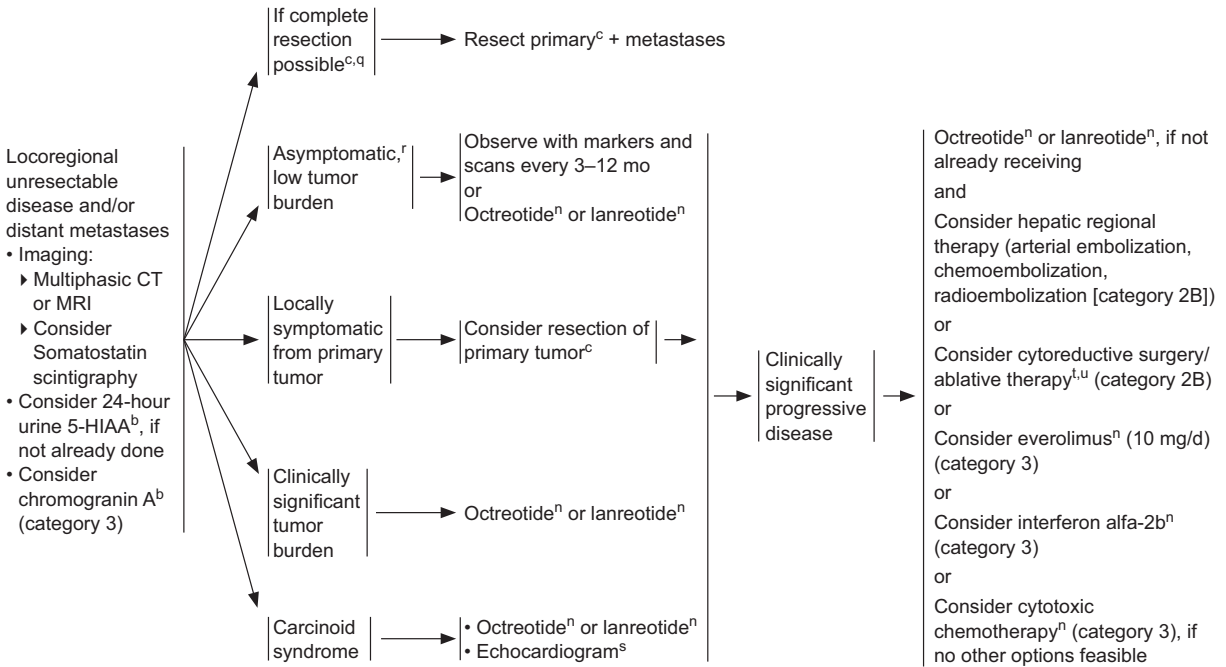 Locoregional
unresectable
disease and/or
distant metastases
• Imaging:
▸ Multiphasic CT
or MRI
▸ Consider
Somatostatin
scintigraphy
• Consider 24-hour
urine 5-HIAAᵇ, if
not already done
• Consider
chromogranin Aᵇ
(category 3)
If complete
resection
possibleᶜ,q
Resect primaryᶜ + metastases
Asymptomatic,ʳ
low tumor
burden
Observe with markers and
scans every 3–12 mo
or
Octreotideⁿ or lanreotideⁿ
Locally
symptomatic
from primary
tumor
Consider resection of
primary tumorᶜ
Clinically
significant
tumor
burden
Octreotideⁿ or lanreotideⁿ
Carcinoid
syndrome
• Octreotideⁿ or lanreotideⁿ
• Echocardiogramˢ
Clinically
significant
progressive
disease
Octreotideⁿ or lanreotideⁿ, if not
already receiving
and
Consider hepatic regional
therapy (arterial embolization,
chemoembolization,
radioembolization [category 2B])
or
Consider cytoreductive surgery/
ablative therapyᵗ,ᵘ (category 2B)
or
Consider everolimusⁿ (10 mg/d)
(category 3)
or
Consider interferon alfa-2bⁿ
(category 3)
or
Consider cytotoxic
chemotherapyⁿ (category 3), if
no other options feasible